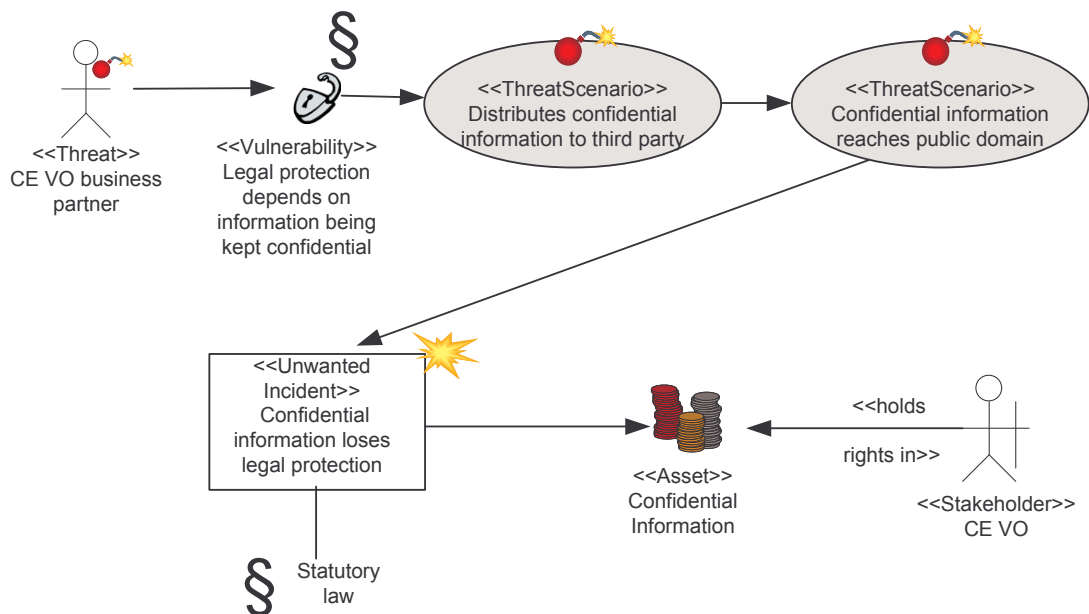 §
<<Threat>>
CE VO business
partner
<<Vulnerability>>
Legal protection
depends on
information being
kept confidential
<<ThreatScenario>>
Distributes confidential
information to third party
<<ThreatScenario>>
Confidential information
reaches public domain
<<Unwanted
Incident>>
Confidential
information loses
legal protection
<<Asset>>
Confidential
Information
<<holds
rights in>>
<<Stakeholder>>
CE VO
§
Statutory
law